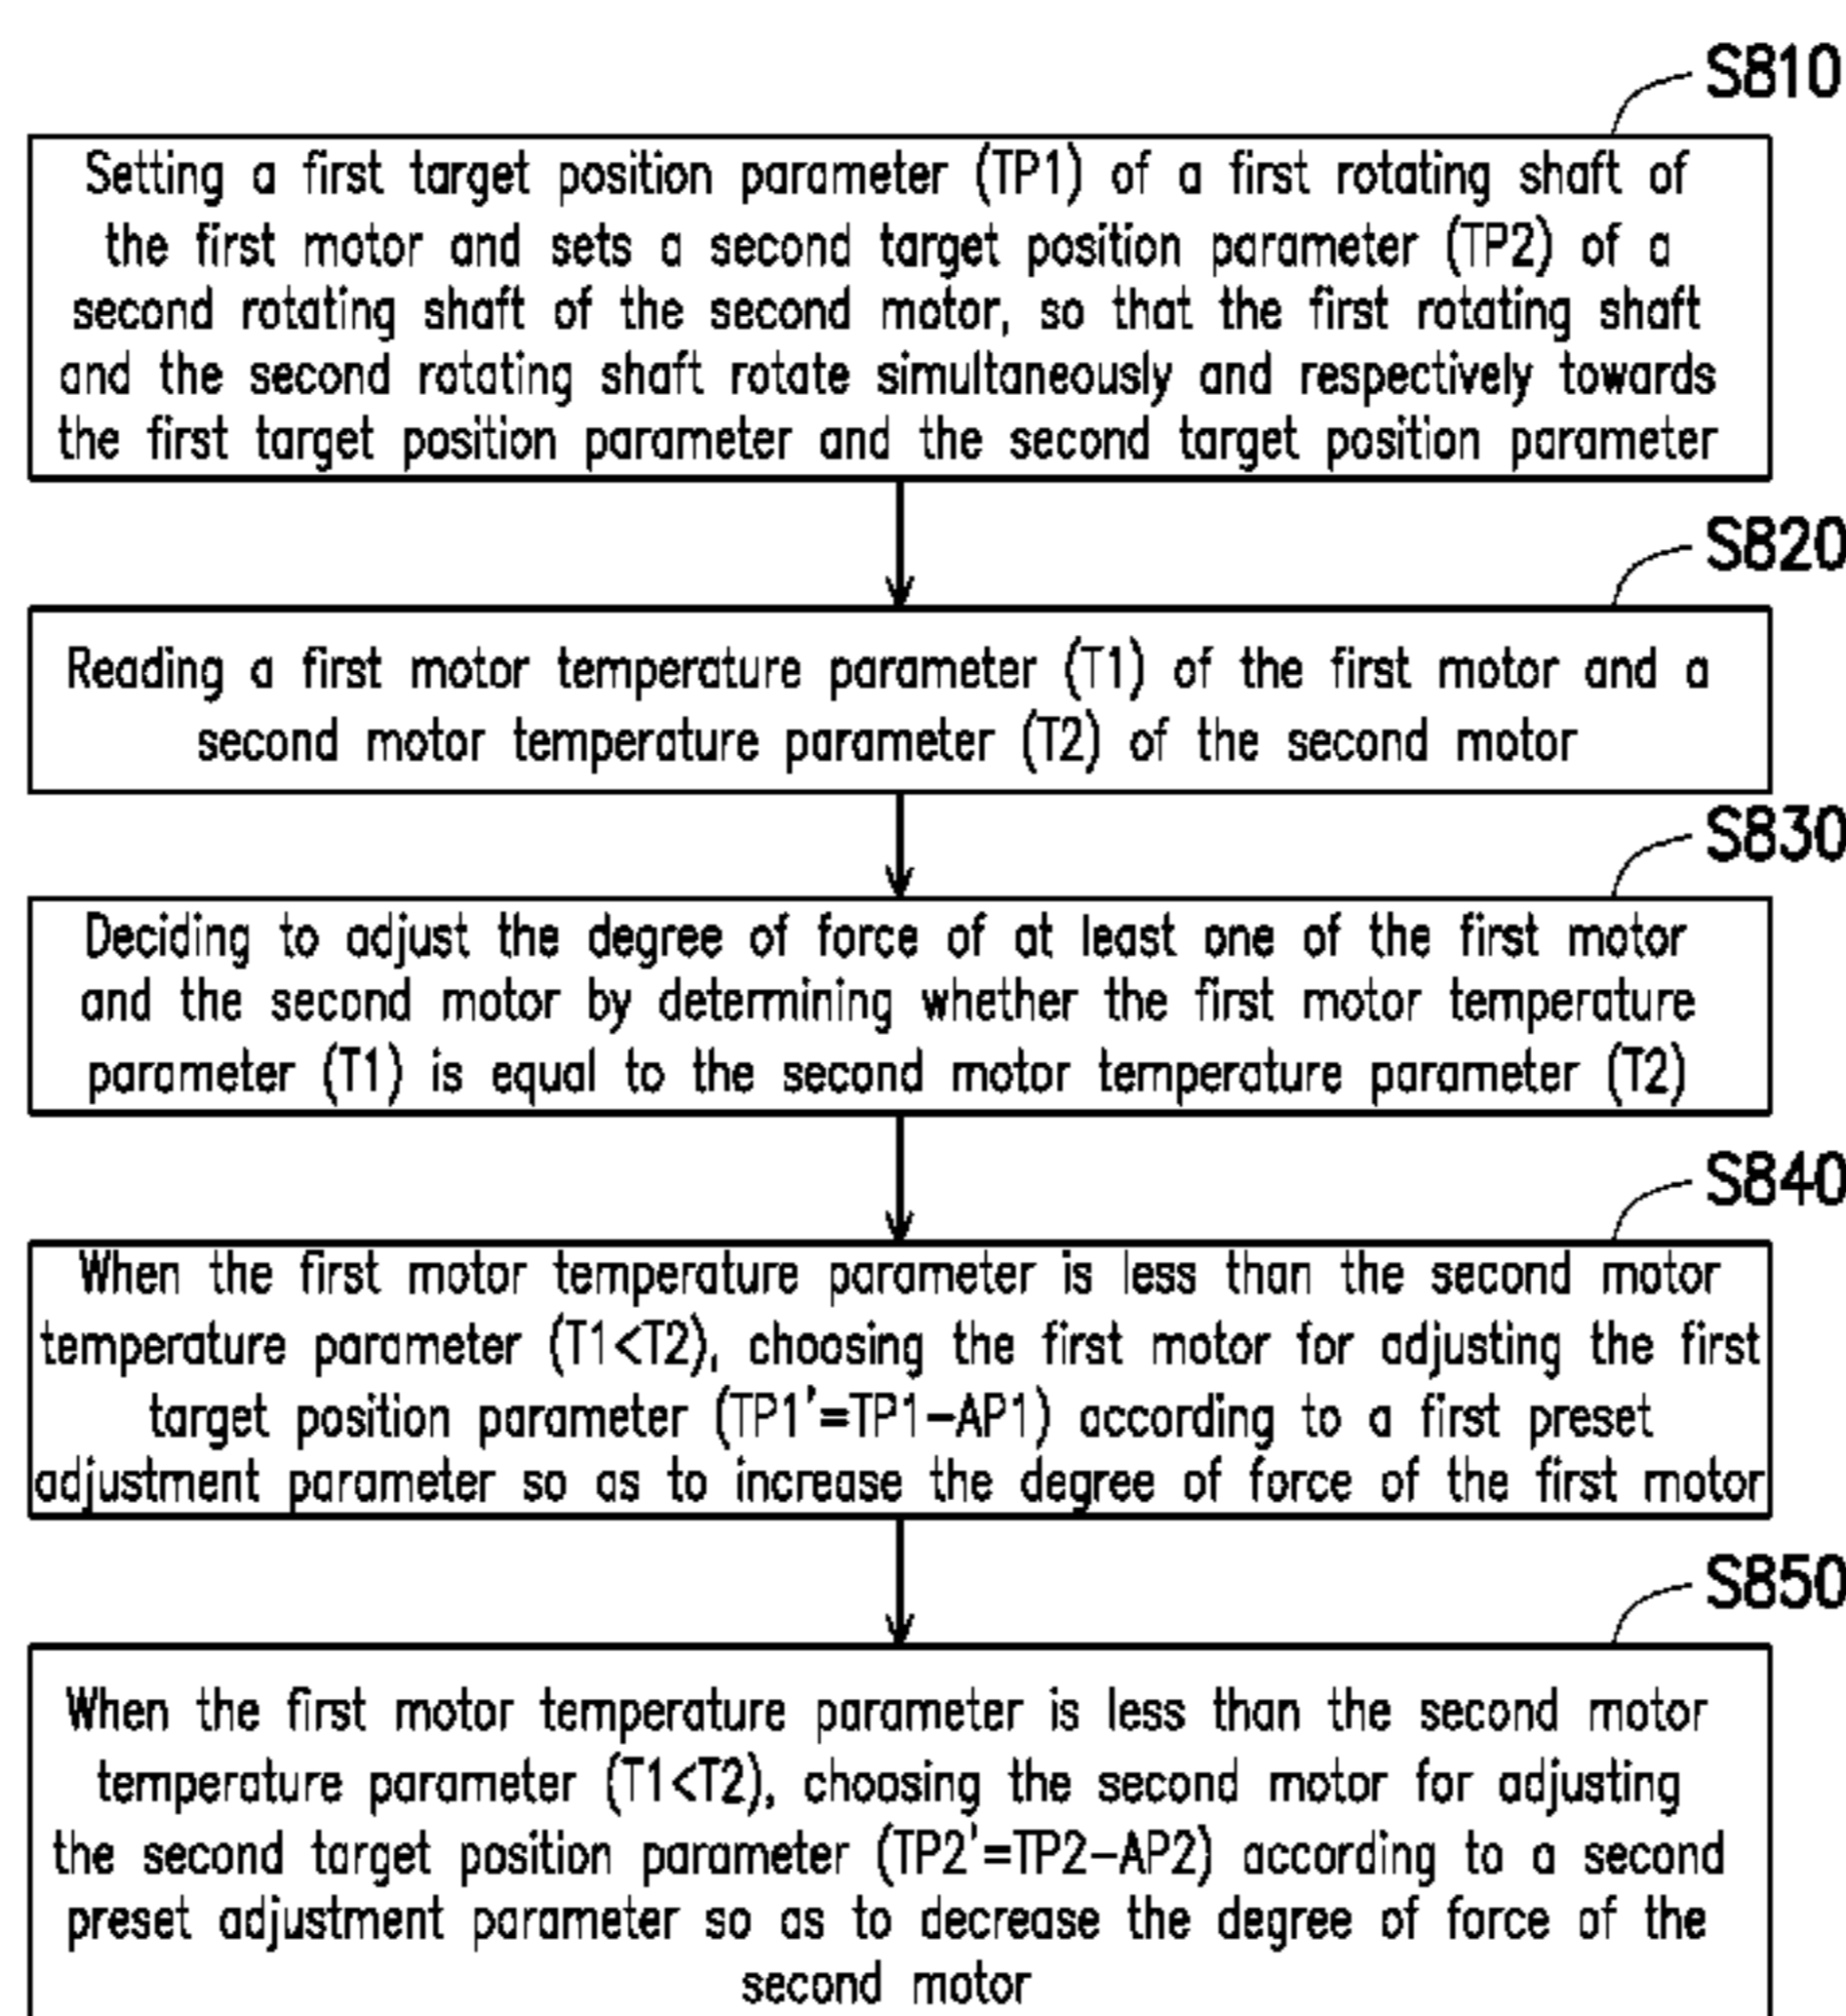 S810
Setting a first target position parameter (TP1) of a first rotating shaft of
the first motor and sets a second target position parameter (TP2) of a
second rotating shaft of the second motor, so that the first rotating shaft
and the second rotating shaft rotate simultaneously and respectively towards
the first target position parameter and the second target position parameter
S820
Reading a first motor temperature parameter (T1) of the first motor and a
second motor temperature parameter (T2) of the second motor
S830
Deciding to adjust the degree of force of at least one of the first motor
and the second motor by determining whether the first motor temperature
parameter (T1) is equal to the second motor temperature parameter (T2)
S840
When the first motor temperature parameter is less than the second motor
temperature parameter (T1<T2), choosing the first motor for adjusting the first
target position parameter (TP1'=TP1-AP1) according to a first preset
adjustment parameter so as to increase the degree of force of the first motor
S850
When the first motor temperature parameter is less than the second motor
temperature parameter (T1<T2), choosing the second motor for adjusting
the second target position parameter (TP2'=TP2-AP2) according to a second
preset adjustment parameter so as to decrease the degree of force of the
second motor